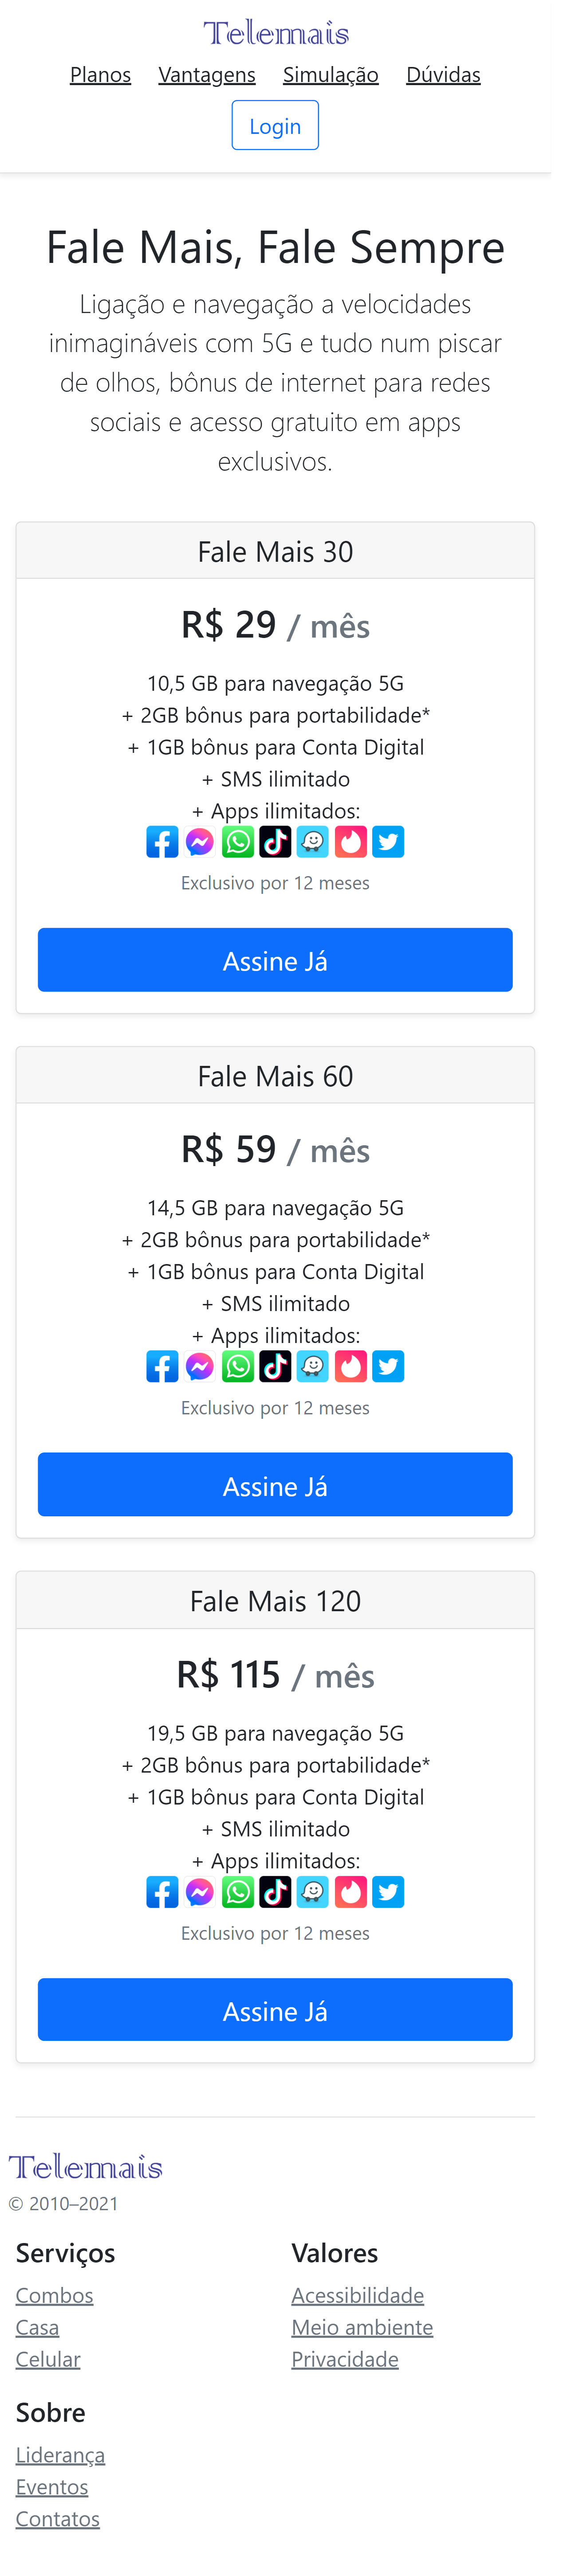 Telemais
Planos Vantagens Simulação Dúvidas
Login
Fale Mais, Fale Sempre
Ligação e navegação a velocidades
inimagináveis com 5G e tudo num piscar
de olhos, bônus de internet para redes
sociais e acesso gratuito em apps
exclusivos.
Fale Mais 30
R$ 29 / mês
10,5 GB para navegação 5G
+ 2GB bônus para portabilidade*
+ 1GB bônus para Conta Digital
+ SMS ilimitado
+ Apps ilimitados:
Exclusivo por 12 meses
Assine Já
Fale Mais 60
R$ 59 / mês
14,5 GB para navegação 5G
+ 2GB bônus para portabilidade*
+ 1GB bônus para Conta Digital
+ SMS ilimitado
+ Apps ilimitados:
Exclusivo por 12 meses
Assine Já
Fale Mais 120
R$ 115 / mês
19,5 GB para navegação 5G
+ 2GB bônus para portabilidade*
+ 1GB bônus para Conta Digital
+ SMS ilimitado
+ Apps ilimitados:
Exclusivo por 12 meses
Assine Já
Telemais
© 2010–2021
Serviços
Combos
Casa
Celular
Valores
Acessibilidade
Meio ambiente
Privacidade
Sobre
Liderança
Eventos
Contatos